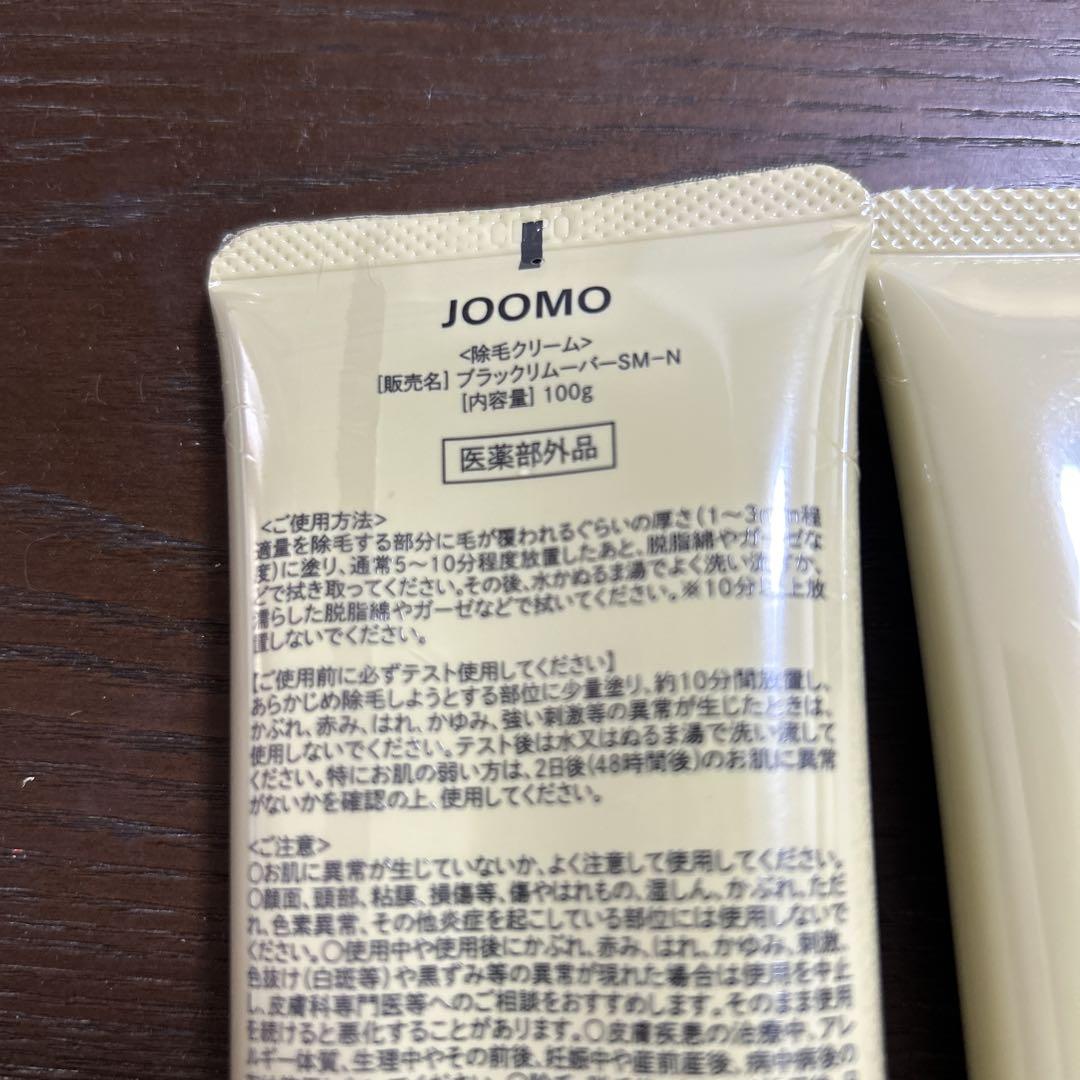 JOOMO
<除毛クリーム>
[販売名] ブラックリムーバーSM-N
[内容量] 100g
医薬部外品
<ご使用方法>
適量を除毛する部分に毛が覆われるぐらいの厚さ(1～3mm程
度)に塗り、通常5～10分程度放置したあと、脱脂綿やガーゼな
どで拭き取ってください。その後、水かぬるま湯でよく洗い流すか、
濡らした脱脂綿やガーゼなどで拭いてください。※10分以上放
置しないでください。
【ご使用前に必ずテスト使用してください】
あらかじめ除毛しようとする部位に少量塗り、約10分間放置し、
かぶれ、赤み、はれ、かゆみ、強い刺激等の異常が生じたときは、
使用しないでください。テスト後は水又はぬるま湯で洗い流して
ください。特にお肌の弱い方は、2日後(48時間後)のお肌に異常
がないかを確認の上、使用してください。
<ご注意>
○お肌に異常が生じていないか、よく注意して使用してください。
○顔面、頭部、粘膜、損傷等、傷やはれもの、湿しん、かぶれ、ただ
れ、色素異常、その他炎症を起こしている部位には使用しないで
ください。○使用中や使用後にかぶれ、赤み、はれ、かゆみ、刺激、
色抜け(白斑等)や黒ずみ等の異常が現れた場合は使用を中止
し、皮膚科専門医等へのご相談をおすすめします。そのまま使用
を続けると悪化することがあります。○皮膚疾患の治療中、アレ
ルギー体質、生理中やその前後、妊娠中や産前産後、病中病後の